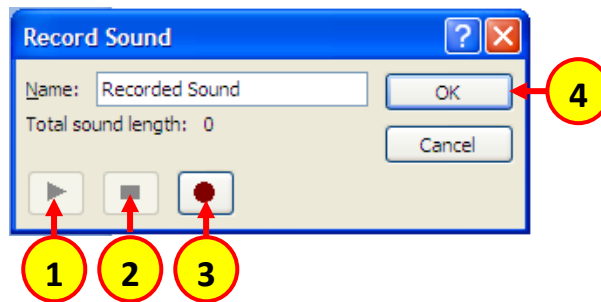 Record Sound
Name: Recorded Sound
OK
4
Total sound length: 0
Cancel
1 2 3